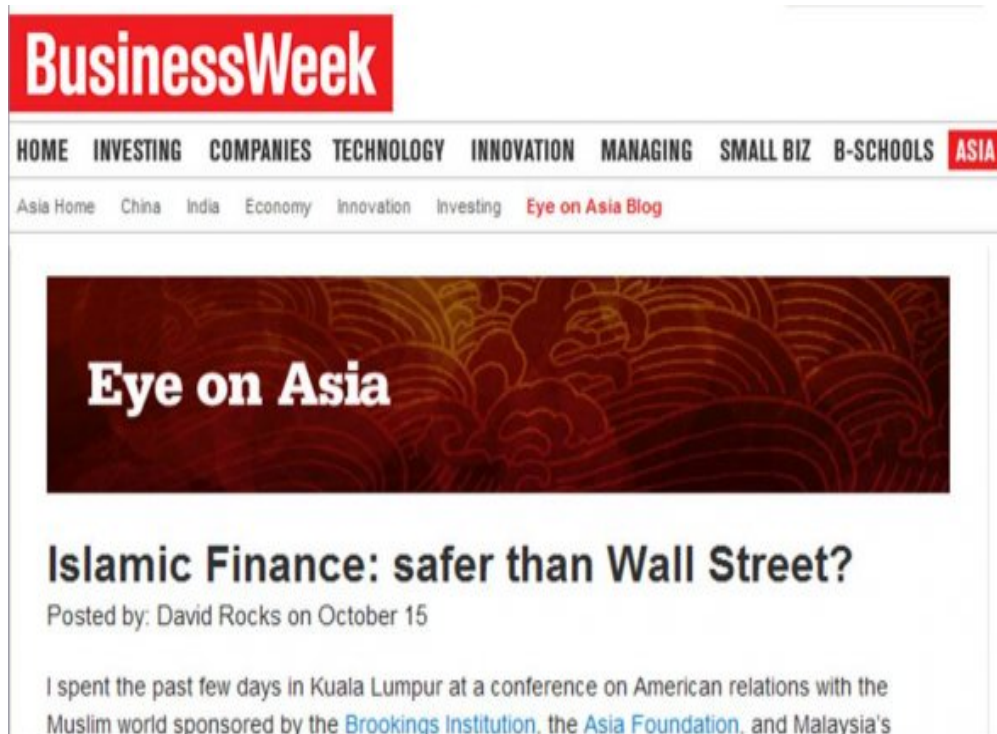 BusinessWeek
HOME INVESTING COMPANIES TECHNOLOGY INNOVATION MANAGING SMALL BIZ B-SCHOOLS ASIA
Asia Home China India Economy Innovation Investing Eye on Asia Blog
Eye on Asia
Islamic Finance: safer than Wall Street?
Posted by: David Rocks on October 15
I spent the past few days in Kuala Lumpur at a conference on American relations with the
Muslim world sponsored by the Brookings Institution, the Asia Foundation, and Malaysia's